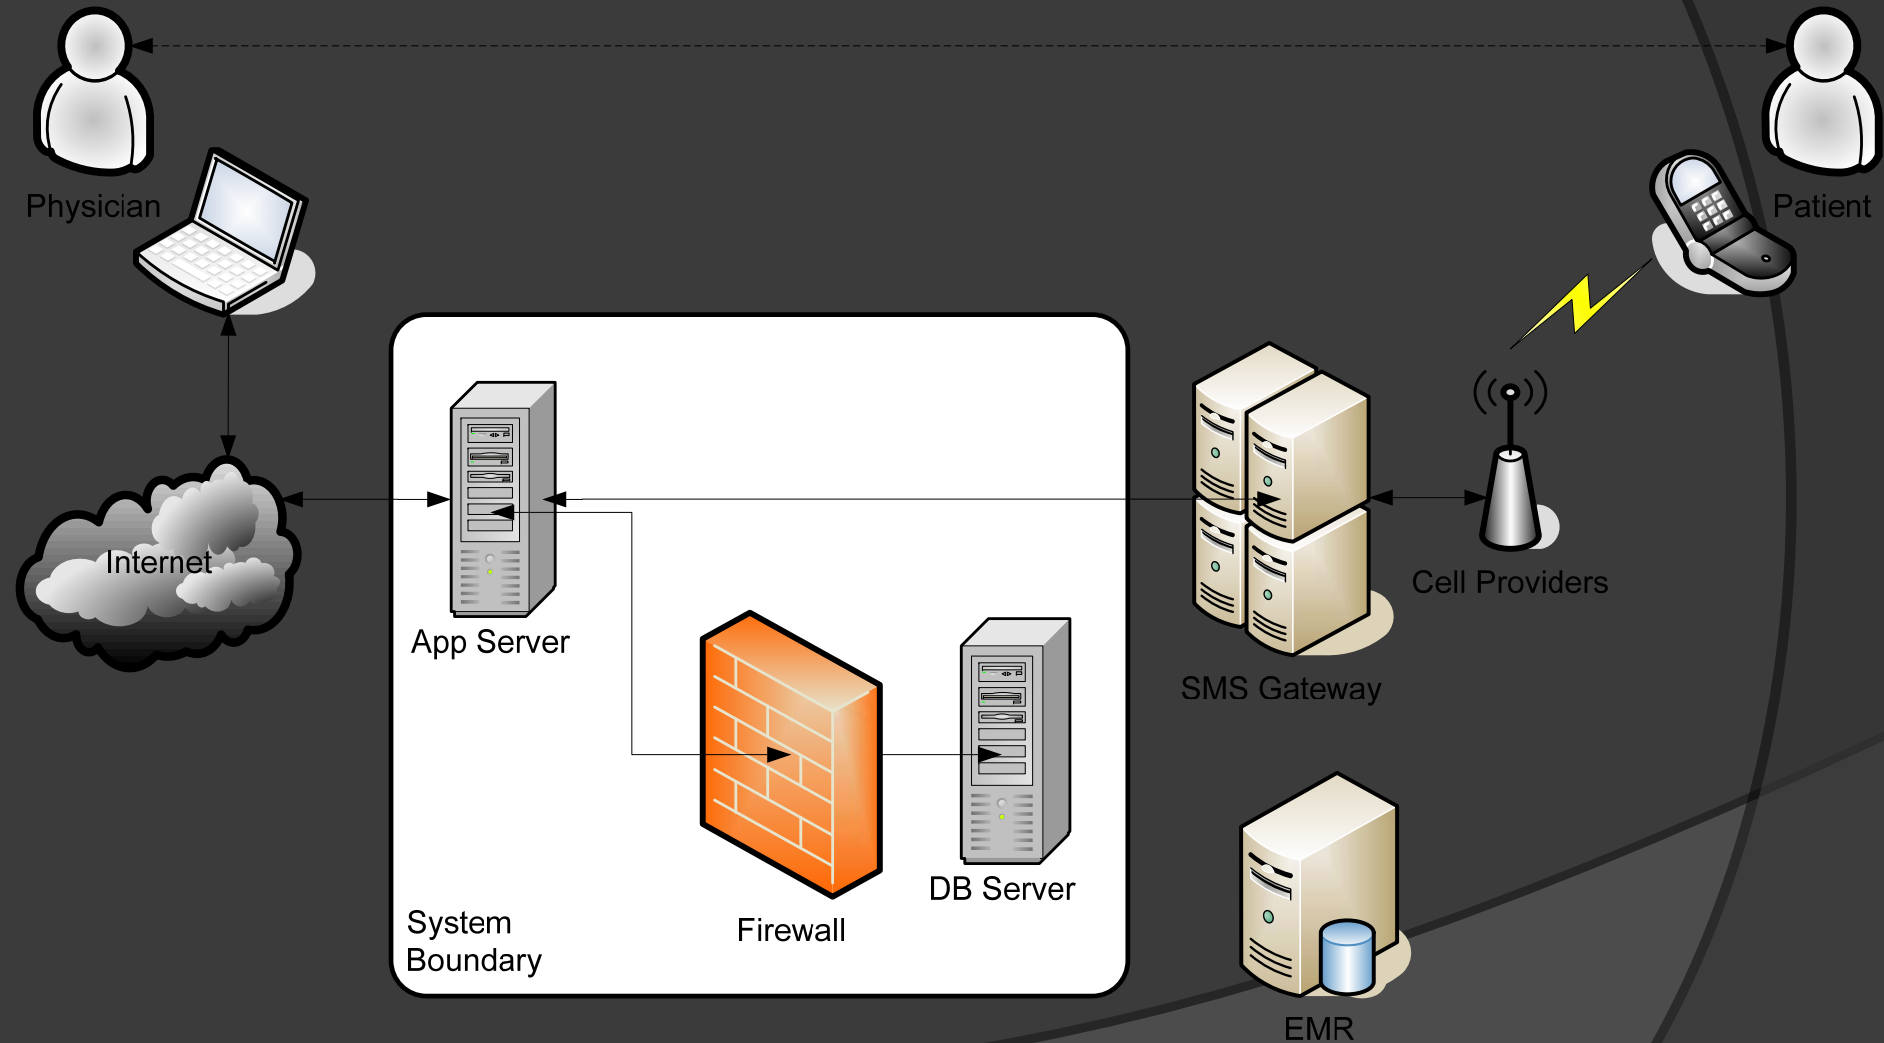 Physician
Patient
Internet
App Server
Cell Providers
SMS Gateway
DB Server
Firewall
System
Boundary
EMR